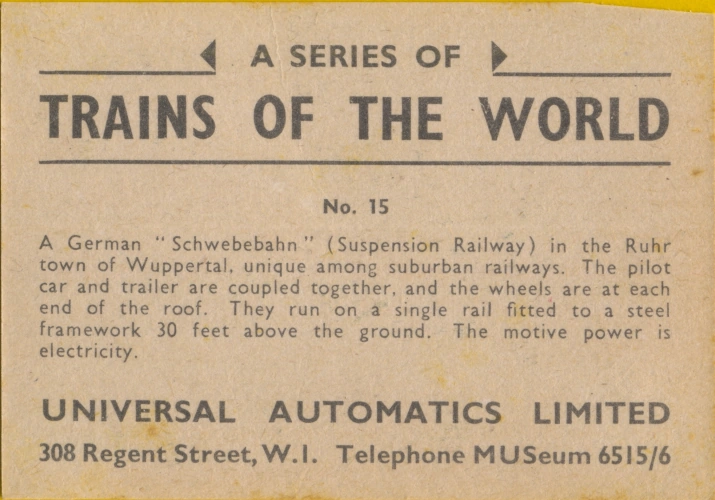 A SERIES OF
TRAINS OF THE WORLD
No. 15
A German "Schwebebahn" (Suspension Railway) in the Ruhr
town of Wuppertal, unique among suburban railways. The pilot
car and trailer are coupled together, and the wheels are at each
end of the roof. They run on a single rail fitted to a steel
framework 30 feet above the ground. The motive power is
electricity.
UNIVERSAL AUTOMATICS LIMITED
308 Regent Street, W.I. Telephone MUSeum 6515/6